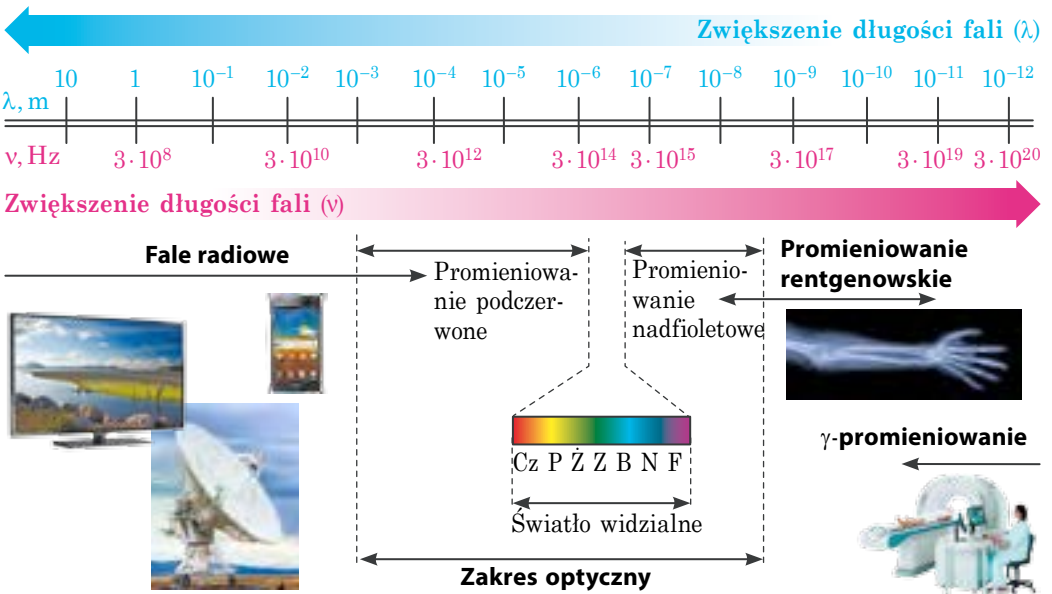 Zwiększenie długości fali (λ)
10 1 10⁻¹ 10⁻² 10⁻³ 10⁻⁴ 10⁻⁵ 10⁻⁶ 10⁻⁷ 10⁻⁸ 10⁻⁹ 10⁻¹⁰ 10⁻¹¹ 10⁻¹²
λ, m
ν, Hz 3·10⁸ 3·10¹⁰ 3·10¹² 3·10¹⁴ 3·10¹⁵ 3·10¹⁷ 3·10¹⁹ 3·10²⁰
Zwiększenie długości fali (ν)
Fale radiowe
Promieniowa-
nie podczer-
wone
Promienio-
wanie
nadfioletowe
Promieniowanie
rentgenowskie
Cz P Ż Z B N F
Światło widzialne
γ-promieniowanie
Zakres optyczny